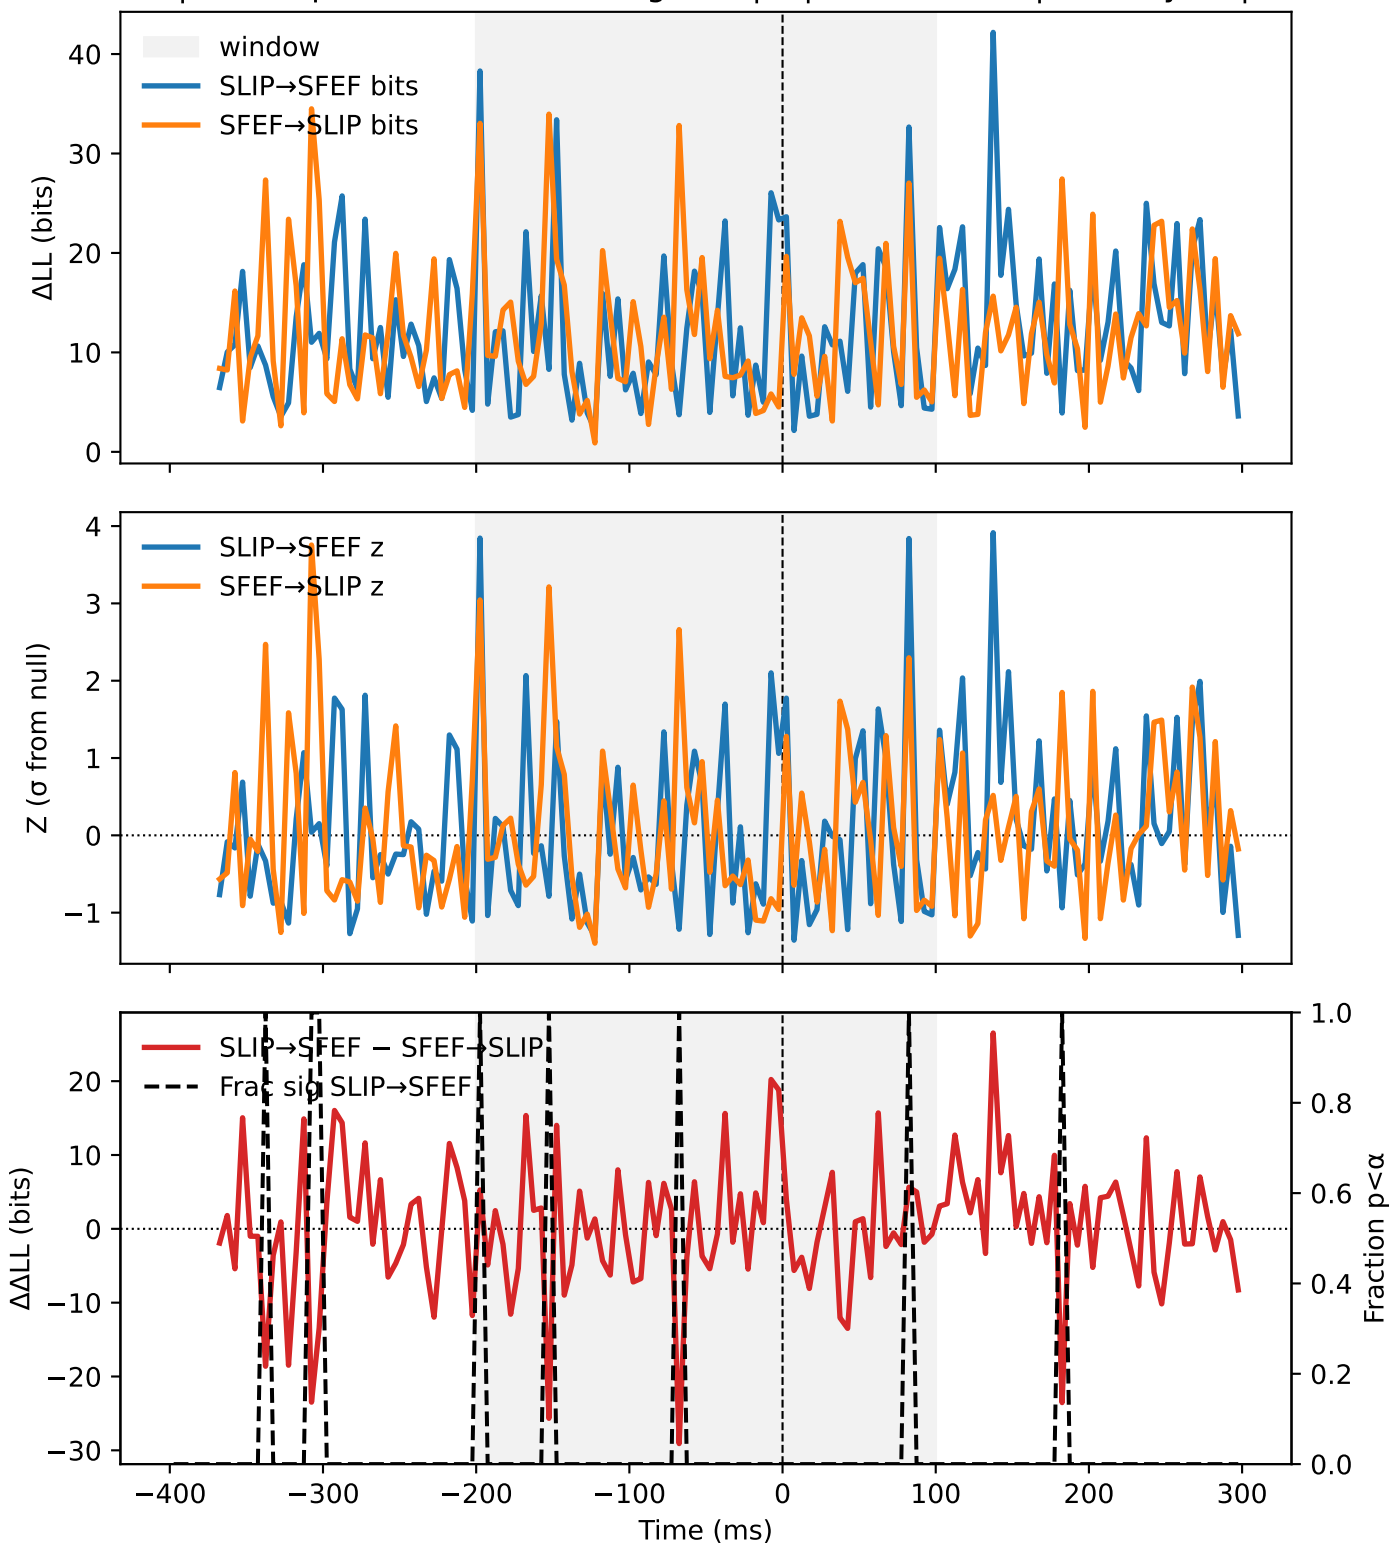 40
30
20
10
0
ΔLL (bits)
window
SLIP→SFEF bits
SFEF→SLIP bits
4
3
2
1
0
−1
Z (σ from null)
SLIP→SFEF z
SFEF→SLIP z
20
10
0
−10
−20
−30
ΔΔLL (bits)
SLIP→SFEF − SFEF→SLIP
Frac sig SLIP→SFEF
1.0
0.8
0.6
0.4
0.2
0.0
Fraction p<α
−400 −300 −200 −100 0 100 200 300
Time (ms)